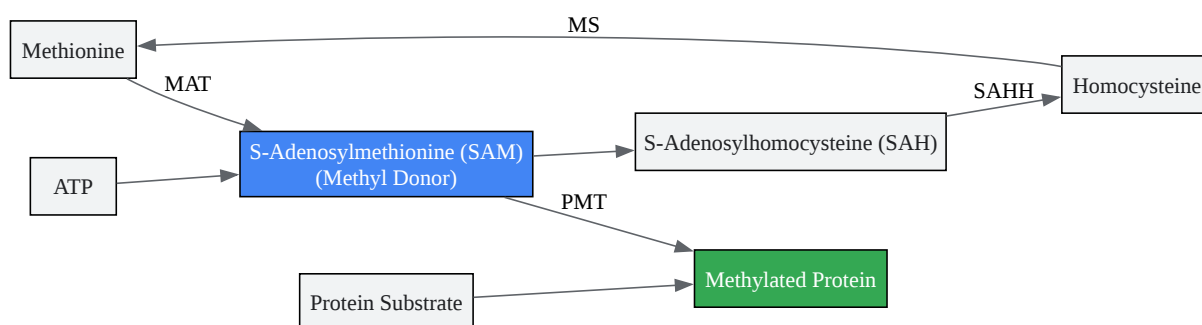 MS
Methionine
MAT
SAHH
Homocysteine
S-Adenosylmethionine (SAM)
(Methyl Donor)
S-Adenosylhomocysteine (SAH)
ATP
PMT
Methylated Protein
Protein Substrate